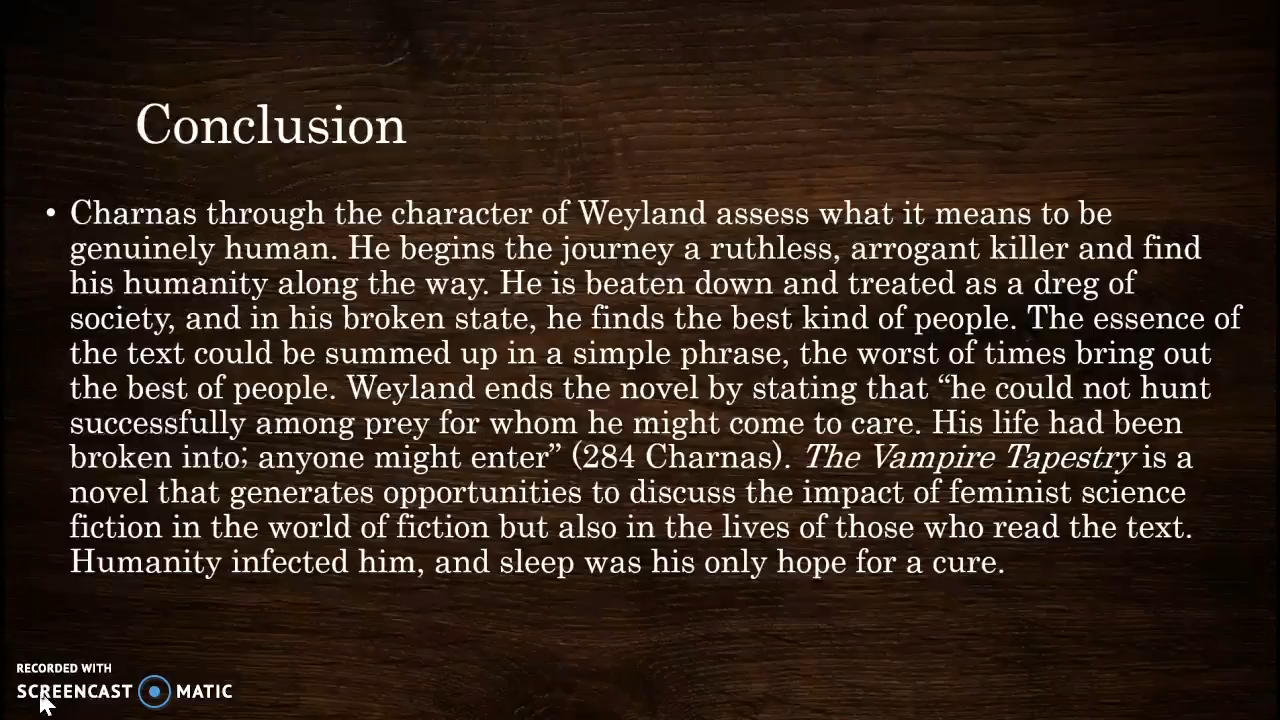 Conclusion
• Charnas through the character of Weyland assess what it means to be
genuinely human. He begins the journey a ruthless, arrogant killer and find
his humanity along the way. He is beaten down and treated as a dreg of
society, and in his broken state, he finds the best kind of people. The essence of
the text could be summed up in a simple phrase, the worst of times bring out
the best of people. Weyland ends the novel by stating that “he could not hunt
successfully among prey for whom he might come to care. His life had been
broken into; anyone might enter” (284 Charnas). The Vampire Tapestry is a
novel that generates opportunities to discuss the impact of feminist science
fiction in the world of fiction but also in the lives of those who read the text.
Humanity infected him, and sleep was his only hope for a cure.
RECORDED WITH
SCREENCAST MATIC